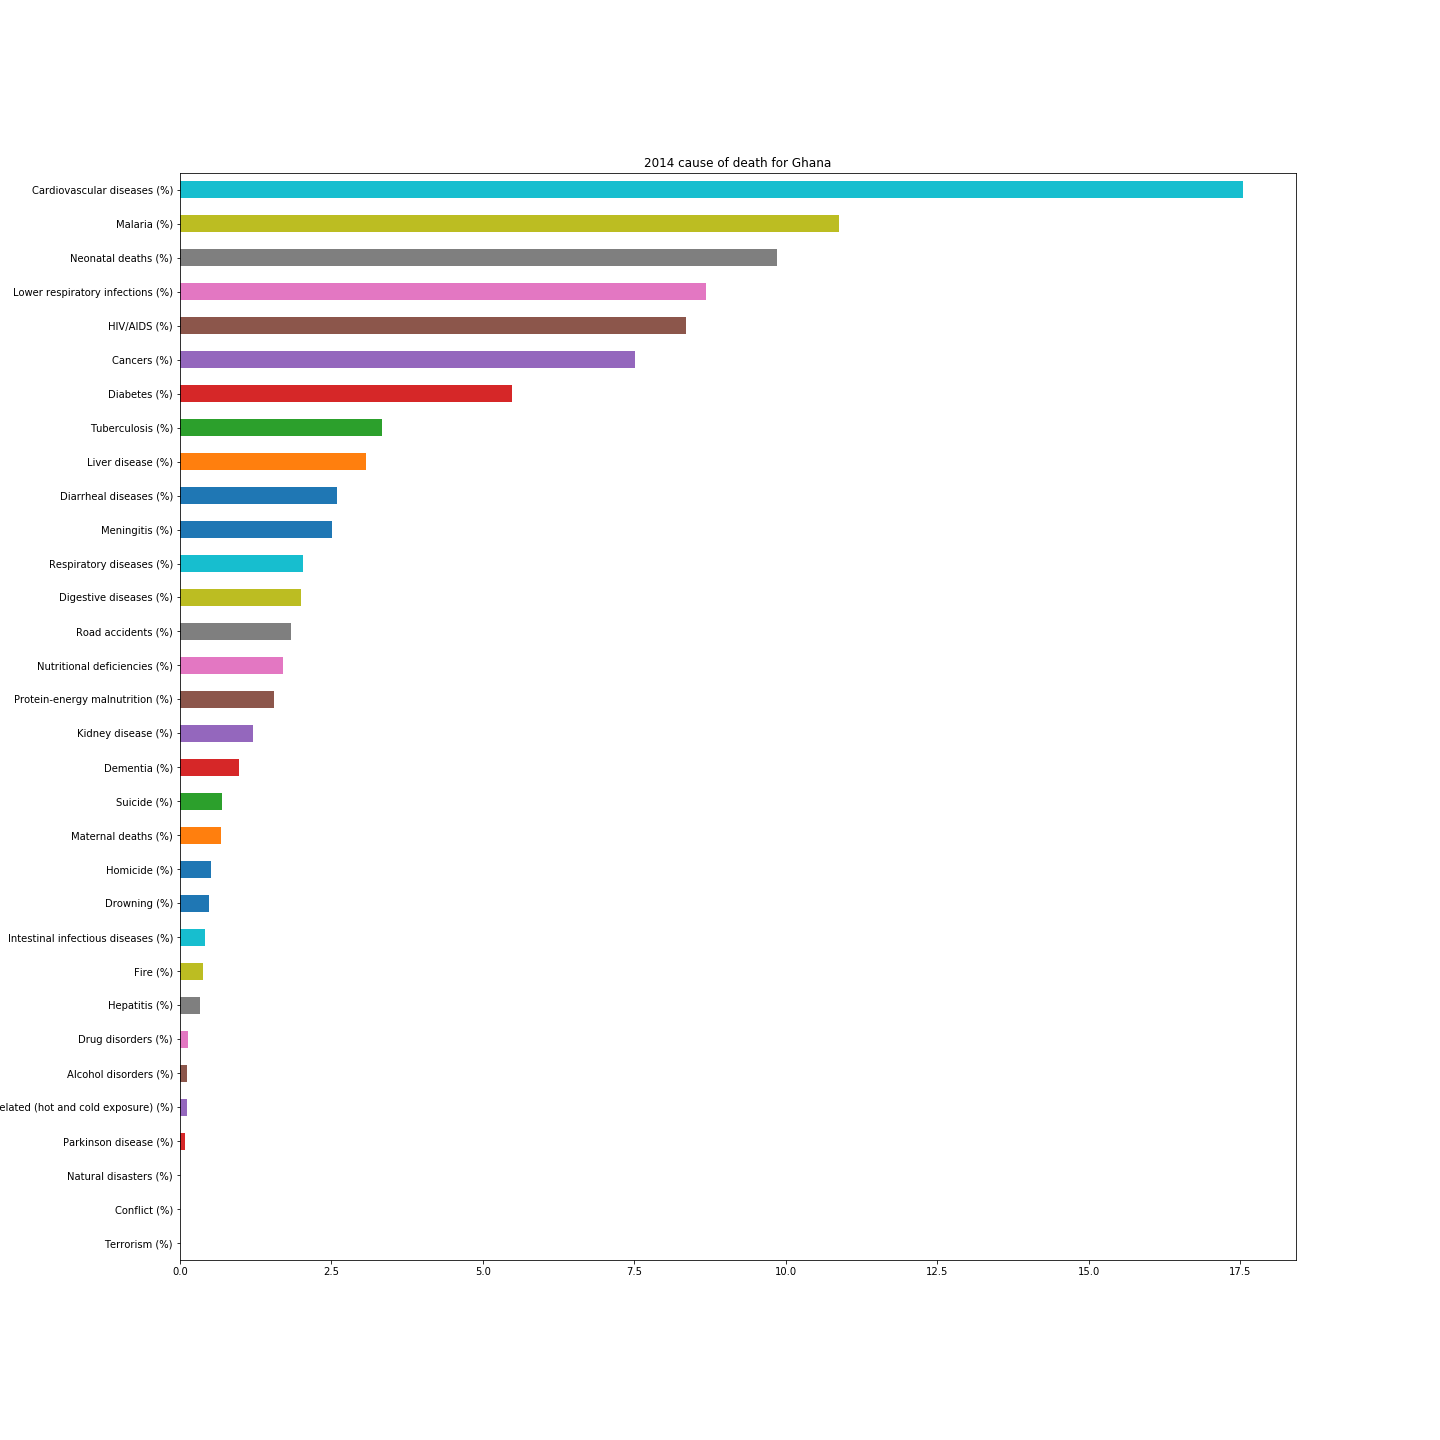 2014 cause of death for Ghana
Cardiovascular diseases (%)
Malaria (%)
Neonatal deaths (%)
Lower respiratory infections (%)
HIV/AIDS (%)
Cancers (%)
Diabetes (%)
Tuberculosis (%)
Liver disease (%)
Diarrheal diseases (%)
Meningitis (%)
Respiratory diseases (%)
Digestive diseases (%)
Road accidents (%)
Nutritional deficiencies (%)
Protein-energy malnutrition (%)
Kidney disease (%)
Dementia (%)
Suicide (%)
Maternal deaths (%)
Homicide (%)
Drowning (%)
Intestinal infectious diseases (%)
Fire (%)
Hepatitis (%)
Drug disorders (%)
Alcohol disorders (%)
elated (hot and cold exposure) (%)
Parkinson disease (%)
Natural disasters (%)
Conflict (%)
Terrorism (%)
0.0 2.5 5.0 7.5 10.0 12.5 15.0 17.5